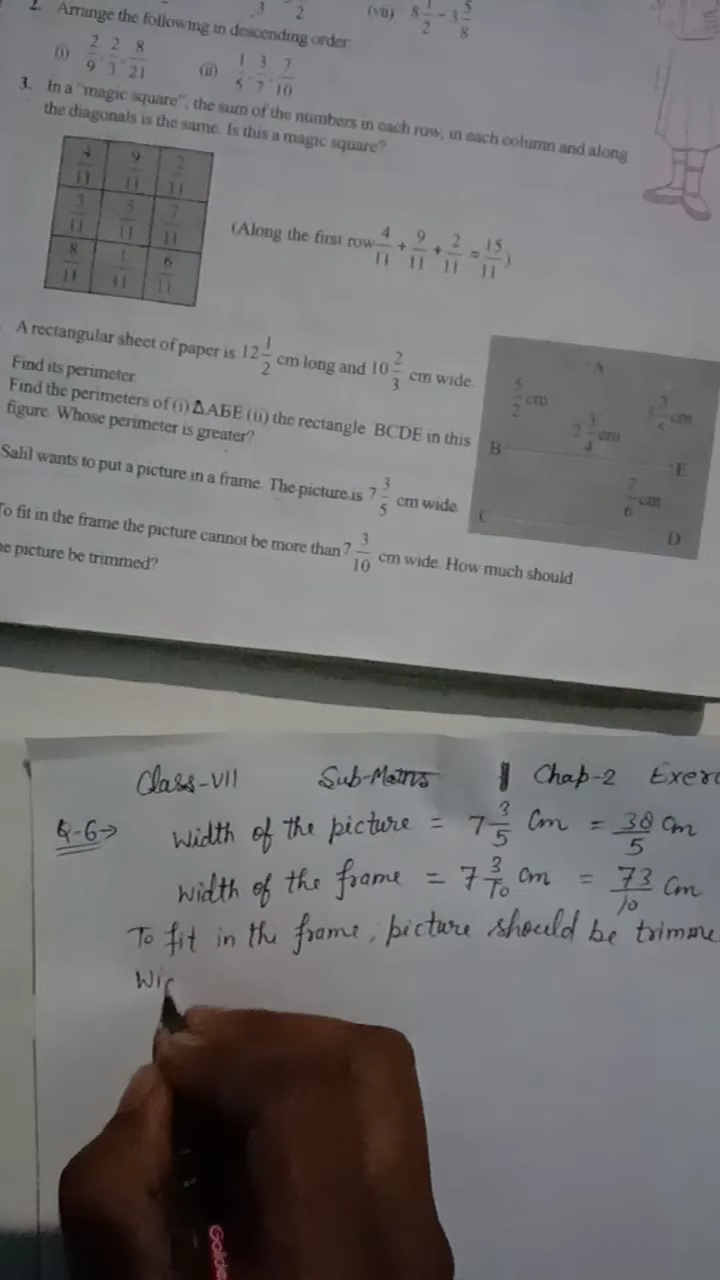 2. Arrange the following in descending order:
(vii) 8 1/2 - 3 5/8
(i) 2/9, 2/3, 8/21 (ii) 1/5, 3/7, 7/10
3. In a "magic square", the sum of the numbers in each row, in each column and along
the diagonals is the same. Is this a magic square?
4/11 9/11 2/11
3/11 5/11 7/11
8/11 1/11 6/11
(Along the first row 4/11 + 9/11 + 2/11 = 15/11)
A rectangular sheet of paper is 12 1/2 cm long and 10 2/3 cm wide.
Find its perimeter.
Find the perimeters of (i) ΔABE (ii) the rectangle BCDE in this
figure. Whose perimeter is greater?
A
5/2 cm 3 3/5 cm
2 3/4 cm
B E
7/6 cm
C D
Salil wants to put a picture in a frame. The picture is 7 3/5 cm wide.
To fit in the frame the picture cannot be more than 7 3/10 cm wide. How much should
picture be trimmed?
Class-VII Sub-Maths Chap-2 Exer
Q-6→ Width of the picture = 7 3/5 Cm = 38/5 Cm
Width of the frame = 7 3/10 cm = 73/10 Cm
To fit in the frame, picture should be trimme
Wi